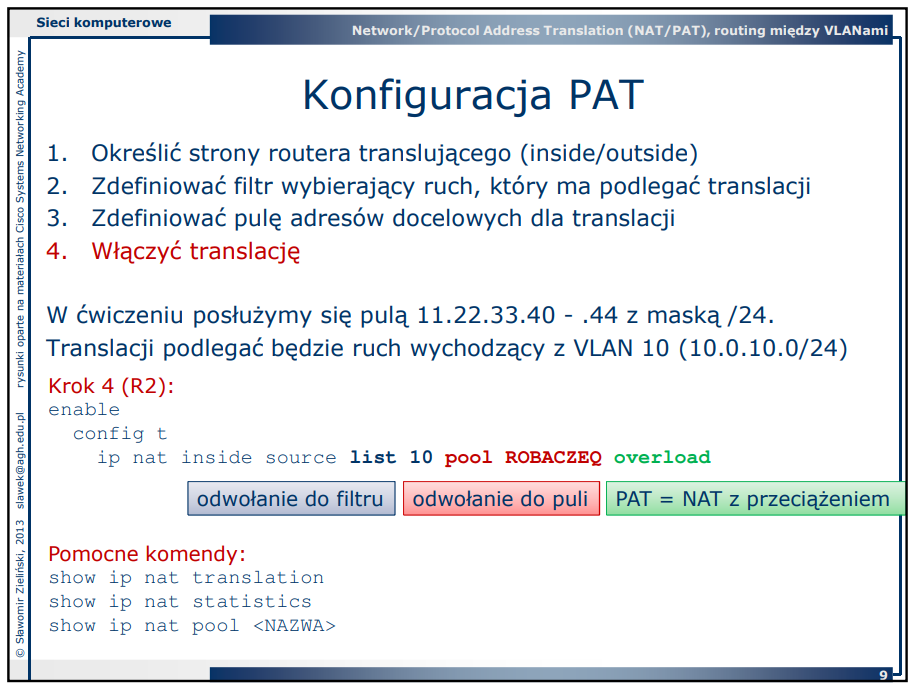 Sieci komputerowe
Network/Protocol Address Translation (NAT/PAT), routing między VLANami
Konfiguracja PAT
1. Określić strony routera translującego (inside/outside)
2. Zdefiniować filtr wybierający ruch, który ma podlegać translacji
3. Zdefiniować pulę adresów docelowych dla translacji
4. Włączyć translację
W ćwiczeniu posłużymy się pulą 11.22.33.40 - .44 z maską /24.
Translacji podlegać będzie ruch wychodzący z VLAN 10 (10.0.10.0/24)
Krok 4 (R2):
enable
config t
ip nat inside source list 10 pool ROBACZEQ overload
odwołanie do filtru
odwołanie do puli
PAT = NAT z przeciążeniem
Pomocne komendy:
show ip nat translation
show ip nat statistics
show ip nat pool <NAZWA>
© Sławomir Zieliński, 2013 slawek@agh.edu.pl rysunki oparte na materiałach Cisco Systems Networking Academy
9